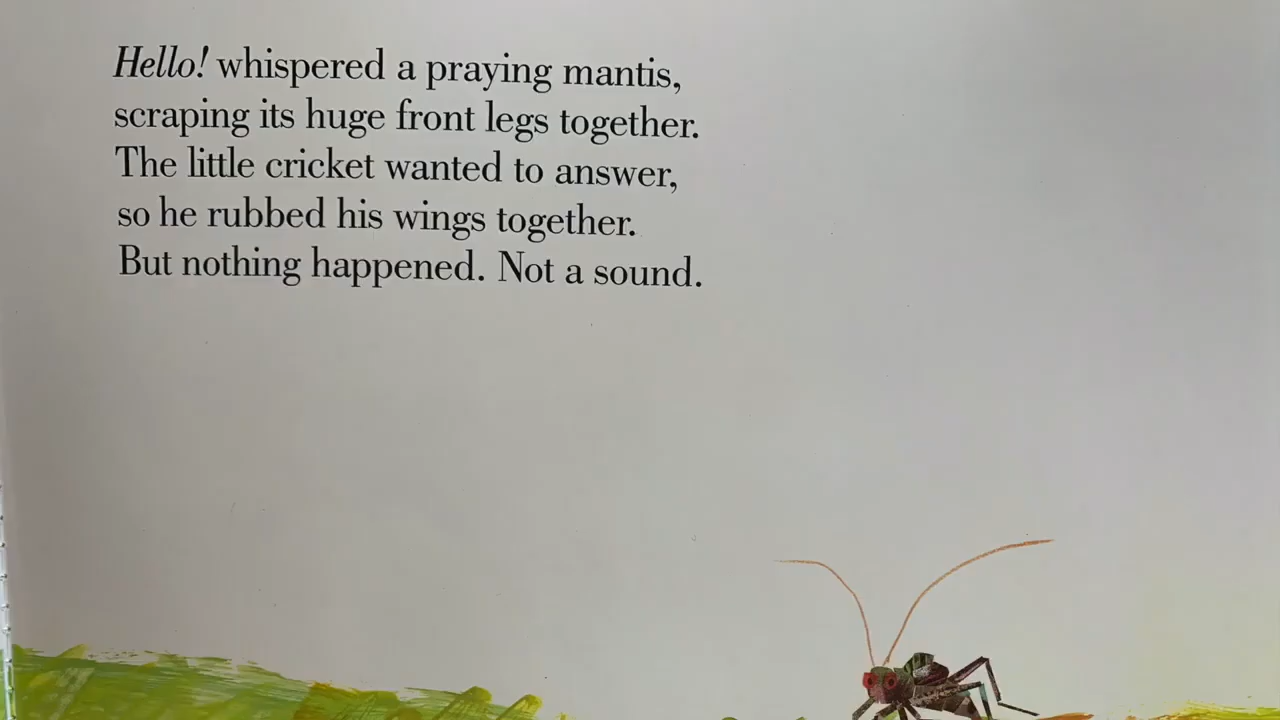 Hello! whispered a praying mantis,
scraping its huge front legs together.
The little cricket wanted to answer,
so he rubbed his wings together.
But nothing happened. Not a sound.